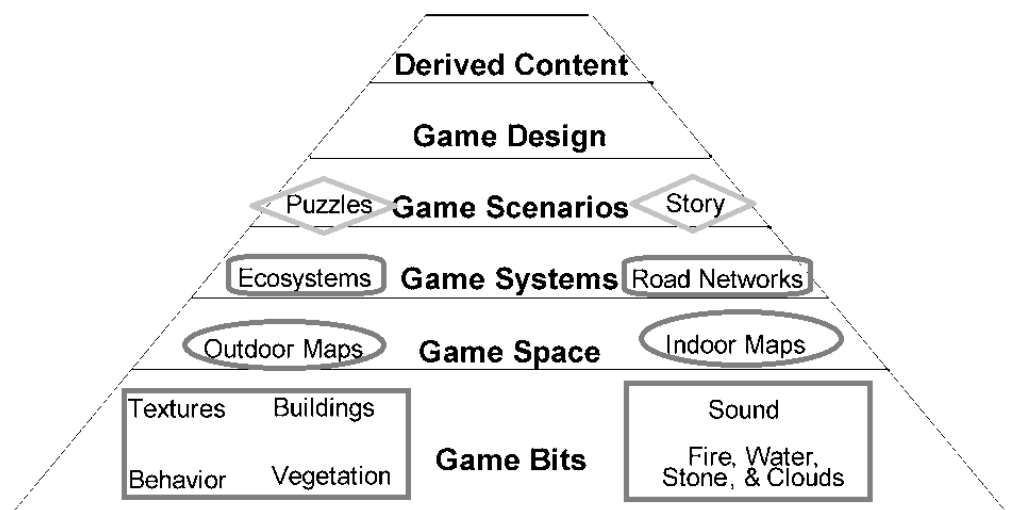 Derived Content
Game Design
Puzzles Game Scenarios Story
Ecosystems Game Systems Road Networks
Outdoor Maps Game Space Indoor Maps
Textures Buildings Sound
Behavior Vegetation Game Bits Fire, Water,
Stone, & Clouds